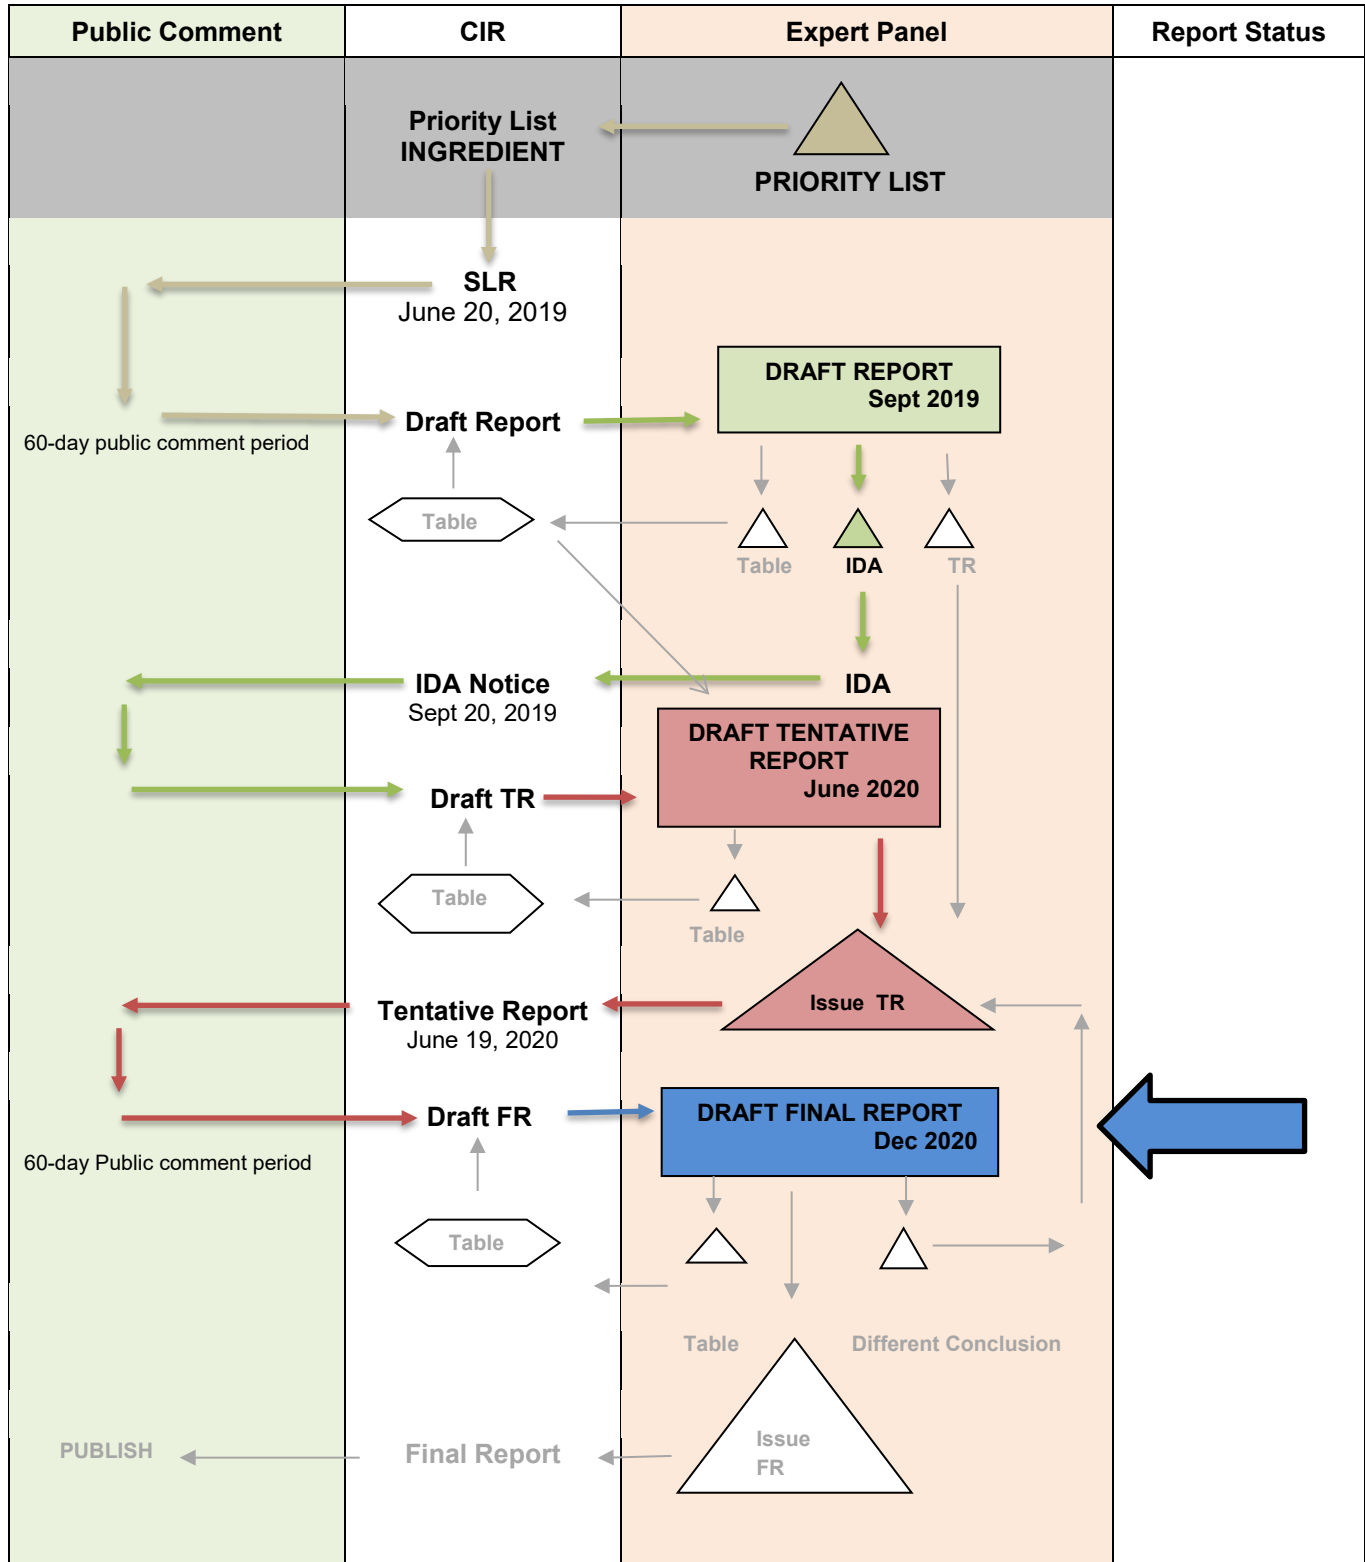 Public Comment
CIR
Expert Panel
Report Status
Priority List
INGREDIENT
PRIORITY LIST
SLR
June 20, 2019
DRAFT REPORT
Sept 2019
60-day public comment period
Draft Report
Table
Table
IDA
TR
IDA Notice
Sept 20, 2019
IDA
DRAFT TENTATIVE
REPORT
June 2020
Draft TR
Table
Table
Tentative Report
June 19, 2020
Issue TR
Draft FR
DRAFT FINAL REPORT
Dec 2020
60-day Public comment period
Table
Table
Different Conclusion
PUBLISH
Final Report
Issue
FR